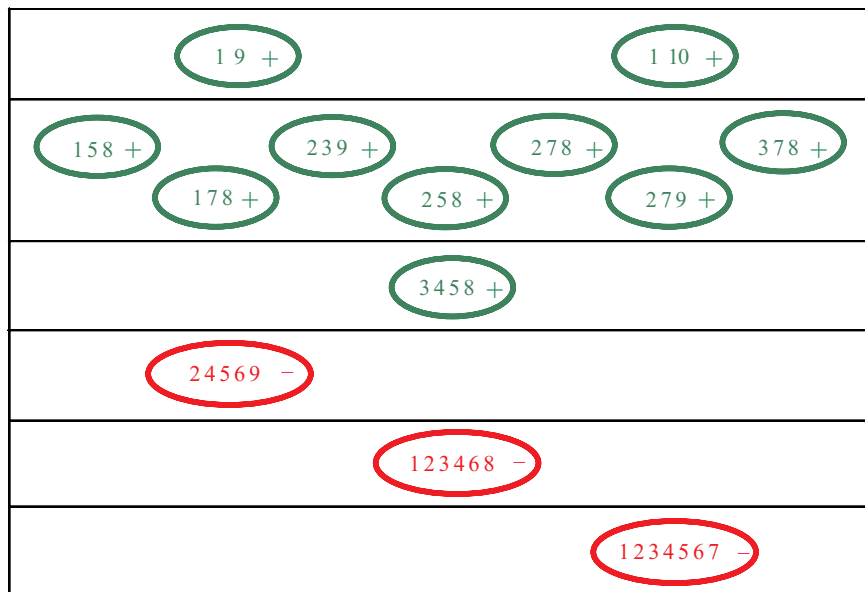 1 9 + 1 10 +
158 + 239 + 278 + 378 +
178 + 258 + 279 +
3458 +
24569 −
123468 −
1234567 −